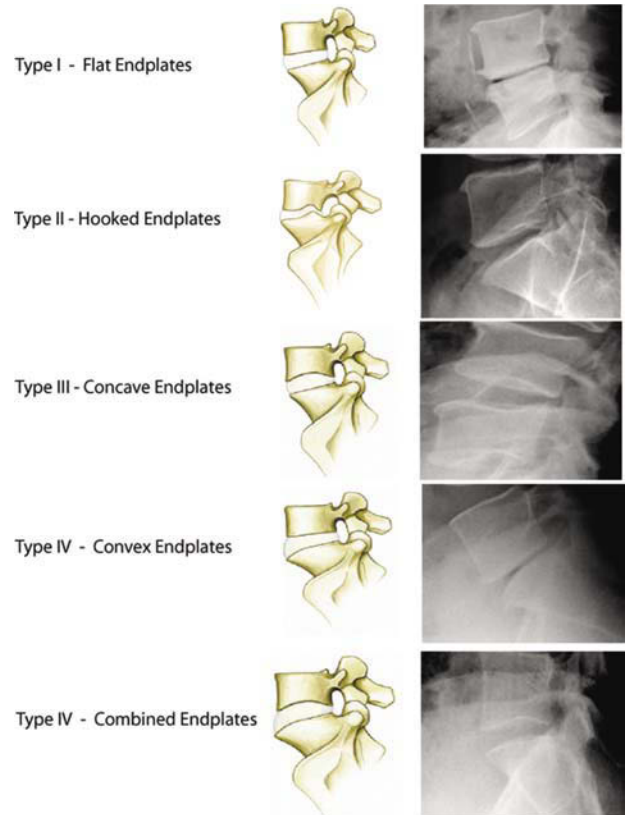 Type I - Flat Endplates
Type II - Hooked Endplates
Type III - Concave Endplates
Type IV - Convex Endplates
Type IV - Combined Endplates